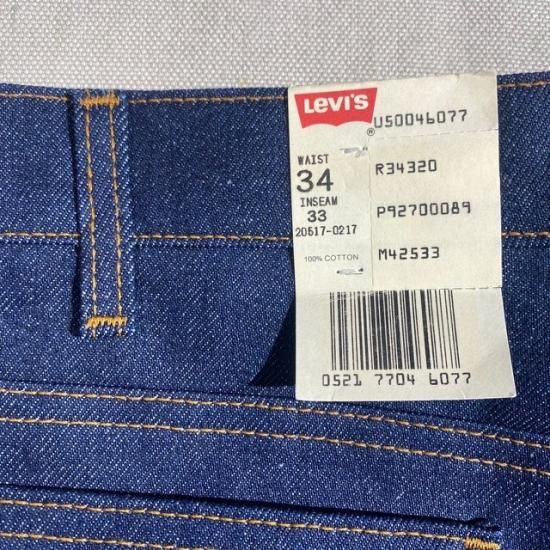 Levi's
®
U50046077
WAIST
34
INSEAM
33
20517-0217
100% COTTON
R34320
P92700089
M42533
0521 7704 6077